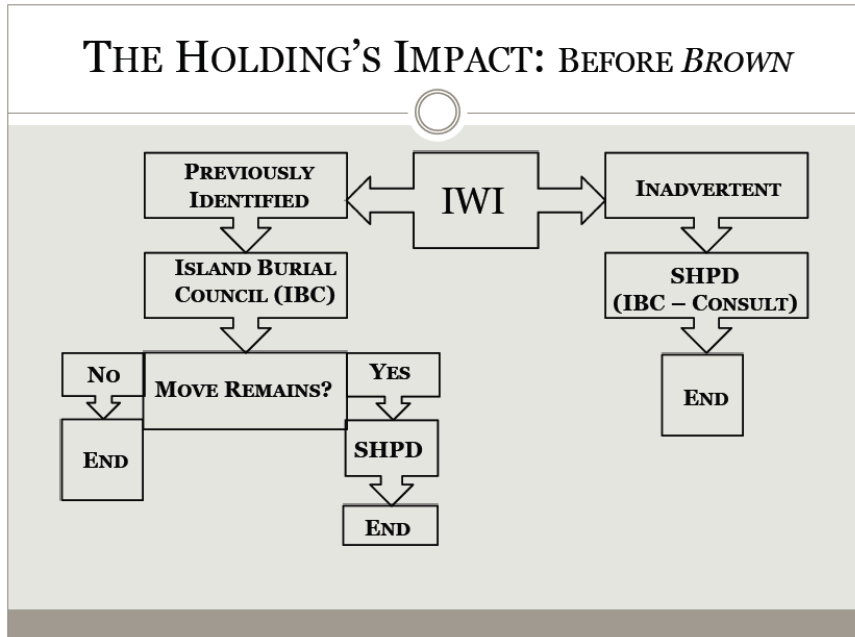 THE HOLDING'S IMPACT: BEFORE BROWN
PREVIOUSLY
IDENTIFIED
IWI
INADVERTENT
ISLAND BURIAL
COUNCIL (IBC)
SHPD
(IBC – CONSULT)
NO
MOVE REMAINS?
YES
END
END
SHPD
END